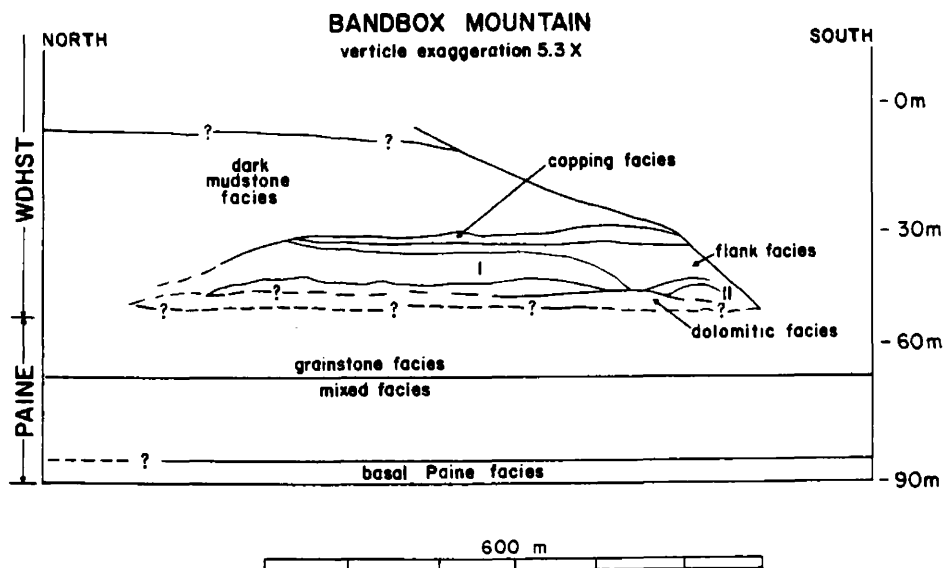 BANDBOX MOUNTAIN
verticle exaggeration 5.3 X
NORTH
SOUTH
- 0m
?
?
WDHST
dark
mudstone
facies
capping facies
- 30m
flank facies
I
?
II
?
?
?
?
dolomitic facies
- 60m
PAINE
grainstone facies
mixed facies
?
basal Paine facies
- 90m
600 m